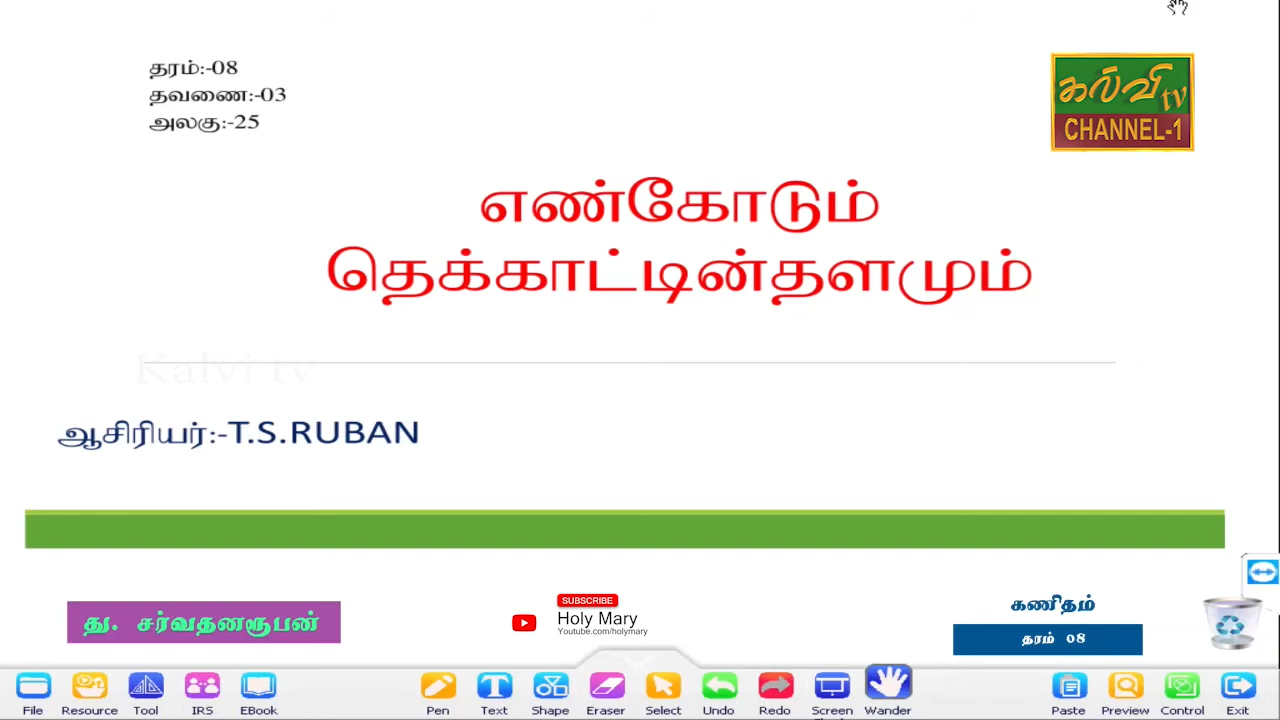 தரம்:-08
தவணை:-03
அலகு:-25
கல்வி tv
CHANNEL-1
எண்கோடும்
தெக்காட்டின்தளமும்
Kalvi tv
ஆசிரியர்:-T.S.RUBAN
து. சர்வதனரூபன்
SUBSCRIBE
Holy Mary
Youtube.com/holymary
கணிதம்
தரம் 08
File Resource Tool IRS EBook Pen Text Shape Eraser Select Undo Redo Screen Wander Paste Preview Control Exit